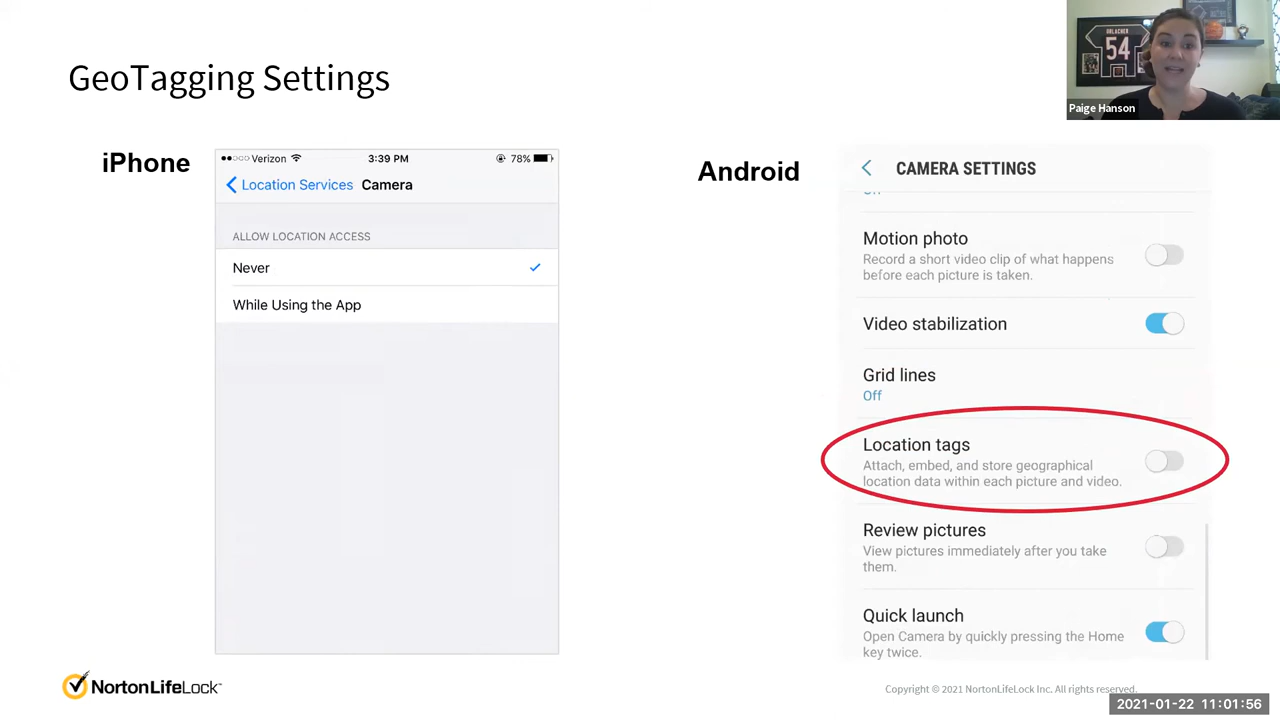 GeoTagging Settings
URLACHER
54
Paige Hanson
iPhone
Verizon 3:39 PM 78%
Location Services Camera
ALLOW LOCATION ACCESS
Never
While Using the App
Android
CAMERA SETTINGS
Motion photo
Record a short video clip of what happens
before each picture is taken.
Video stabilization
Grid lines
Off
Location tags
Attach, embed, and store geographical
location data within each picture and video.
Review pictures
View pictures immediately after you take
them.
Quick launch
Open Camera by quickly pressing the Home
key twice.
NortonLifeLock™
Copyright © 2021 NortonLifeLock Inc. All rights reserved.
2021-01-22 11:01:56